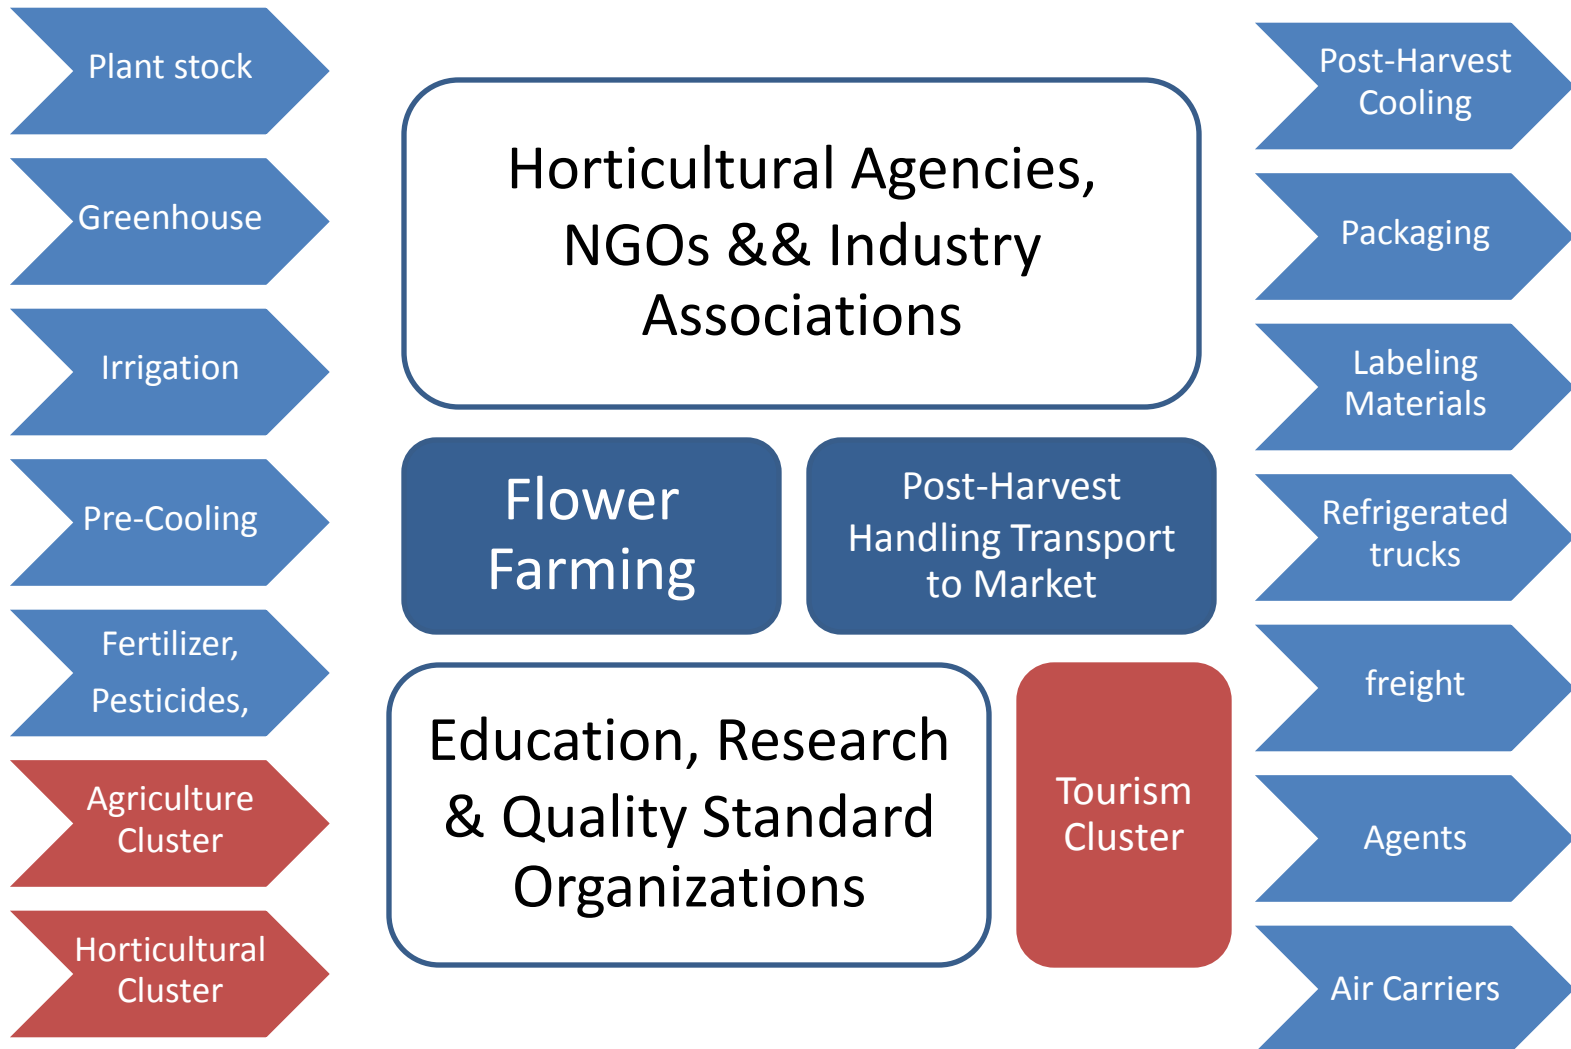 Plant stock
Greenhouse
Irrigation
Pre-Cooling
Fertilizer,
Pesticides,
Agriculture
Cluster
Horticultural
Cluster
Horticultural Agencies,
NGOs && Industry
Associations
Flower
Farming
Post-Harvest
Handling Transport
to Market
Education, Research
& Quality Standard
Organizations
Tourism
Cluster
Post-Harvest
Cooling
Packaging
Labeling
Materials
Refrigerated
trucks
freight
Agents
Air Carriers